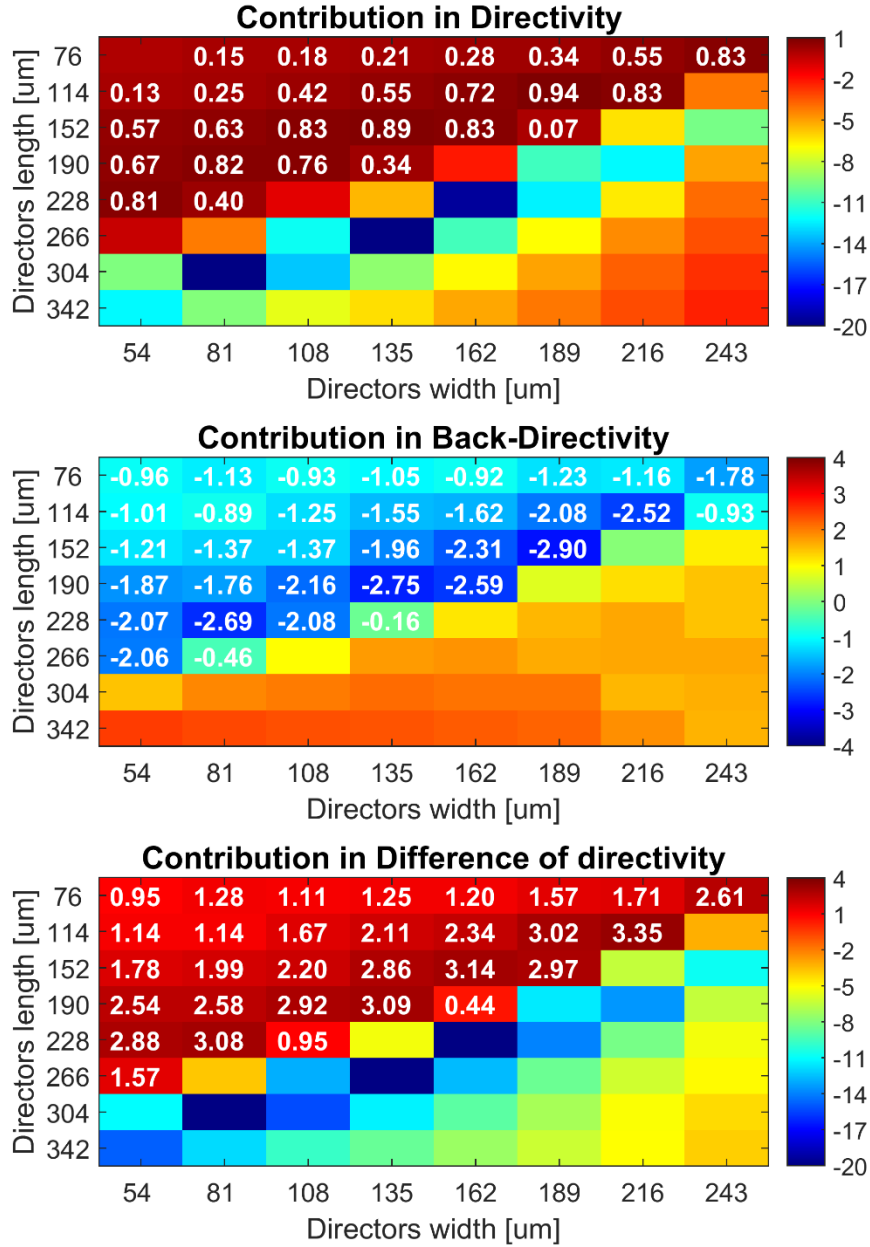 Contribution in Directivity
Directors length [um]
76 0.15 0.18 0.21 0.28 0.34 0.55 0.83
114 0.13 0.25 0.42 0.55 0.72 0.94 0.83
152 0.57 0.63 0.83 0.89 0.83 0.07
190 0.67 0.82 0.76 0.34
228 0.81 0.40
266
304
342
54 81 108 135 162 189 216 243
Directors width [um]
1
-2
-5
-8
-11
-14
-17
-20
Contribution in Back-Directivity
Directors length [um]
76 -0.96 -1.13 -0.93 -1.05 -0.92 -1.23 -1.16 -1.78
114 -1.01 -0.89 -1.25 -1.55 -1.62 -2.08 -2.52 -0.93
152 -1.21 -1.37 -1.37 -1.96 -2.31 -2.90
190 -1.87 -1.76 -2.16 -2.75 -2.59
228 -2.07 -2.69 -2.08 -0.16
266 -2.06 -0.46
304
342
54 81 108 135 162 189 216 243
Directors width [um]
4
3
2
1
0
-1
-2
-3
-4
Contribution in Difference of directivity
Directors length [um]
76 0.95 1.28 1.11 1.25 1.20 1.57 1.71 2.61
114 1.14 1.14 1.67 2.11 2.34 3.02 3.35
152 1.78 1.99 2.20 2.86 3.14 2.97
190 2.54 2.58 2.92 3.09 0.44
228 2.88 3.08 0.95
266 1.57
304
342
54 81 108 135 162 189 216 243
Directors width [um]
4
1
-2
-5
-8
-11
-14
-17
-20